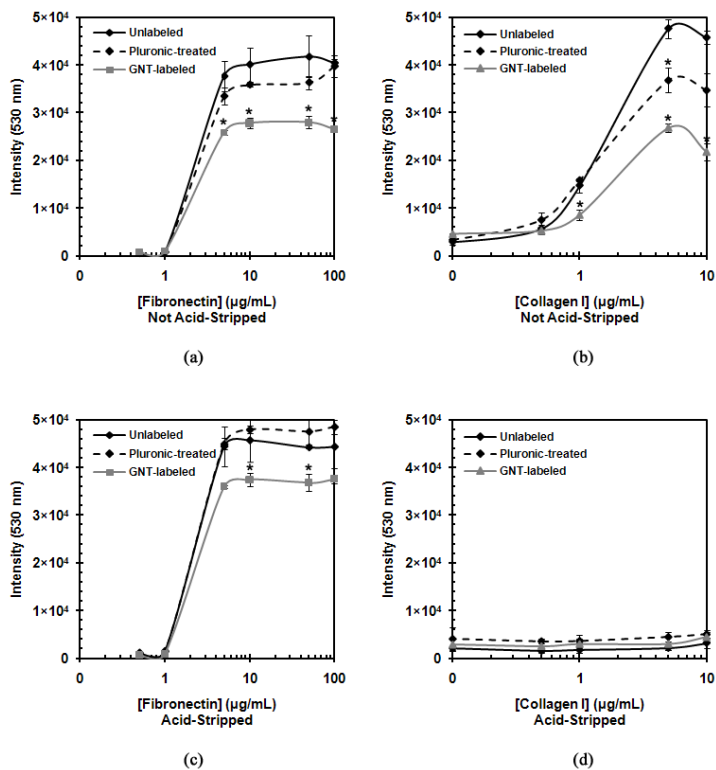 5×10⁴
4×10⁴
3×10⁴
2×10⁴
1×10⁴
0
Intensity (530 nm)
Unlabeled
Pluronic-treated
GNT-labeled
* * * *
0 1 10 100
[Fibronectin] (µg/mL)
Not Acid-Stripped
(a)
5×10⁴
4×10⁴
3×10⁴
2×10⁴
1×10⁴
0
Intensity (530 nm)
Unlabeled
Pluronic-treated
GNT-labeled
*
* *
*
0 1 10
[Collagen I] (µg/mL)
Not Acid-Stripped
(b)
5×10⁴
4×10⁴
3×10⁴
2×10⁴
1×10⁴
0
Intensity (530 nm)
Unlabeled
Pluronic-treated
GNT-labeled
* *
0 1 10 100
[Fibronectin] (µg/mL)
Acid-Stripped
(c)
5×10⁴
4×10⁴
3×10⁴
2×10⁴
1×10⁴
0
Intensity (530 nm)
Unlabeled
Pluronic-treated
GNT-labeled
0 1 10
[Collagen I] (µg/mL)
Acid-Stripped
(d)